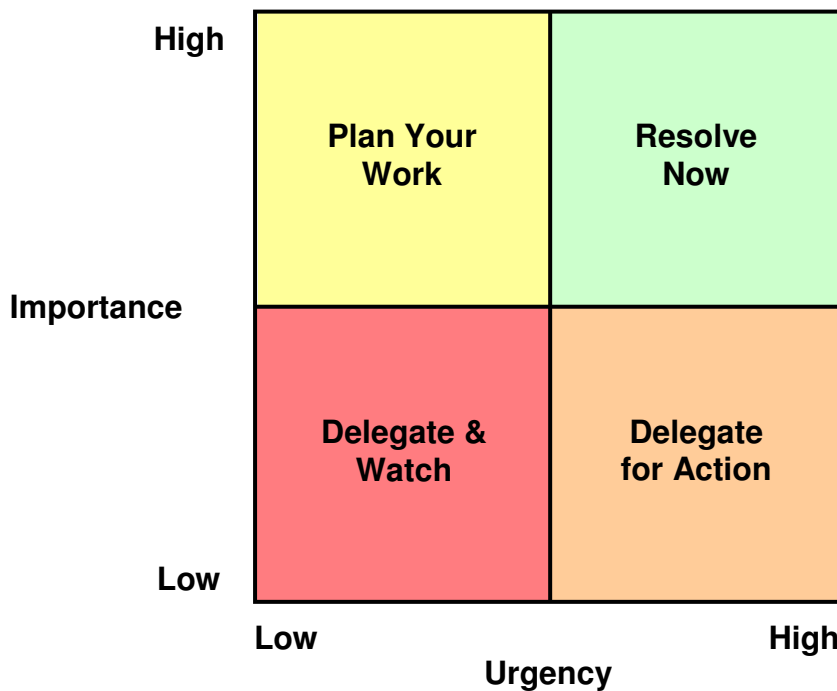 High
Plan Your
Work
Resolve
Now
Importance
Delegate &
Watch
Delegate
for Action
Low
Low
High
Urgency